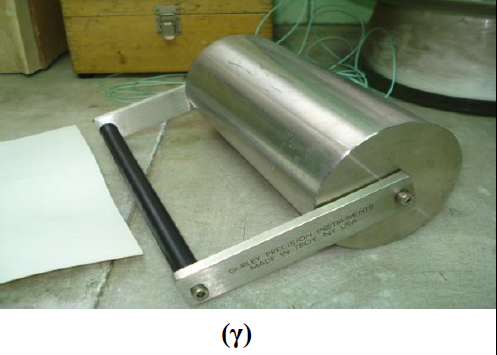 GURLEY PRECISION INSTRUMENTS
MADE IN TROY, NY USA
(γ)